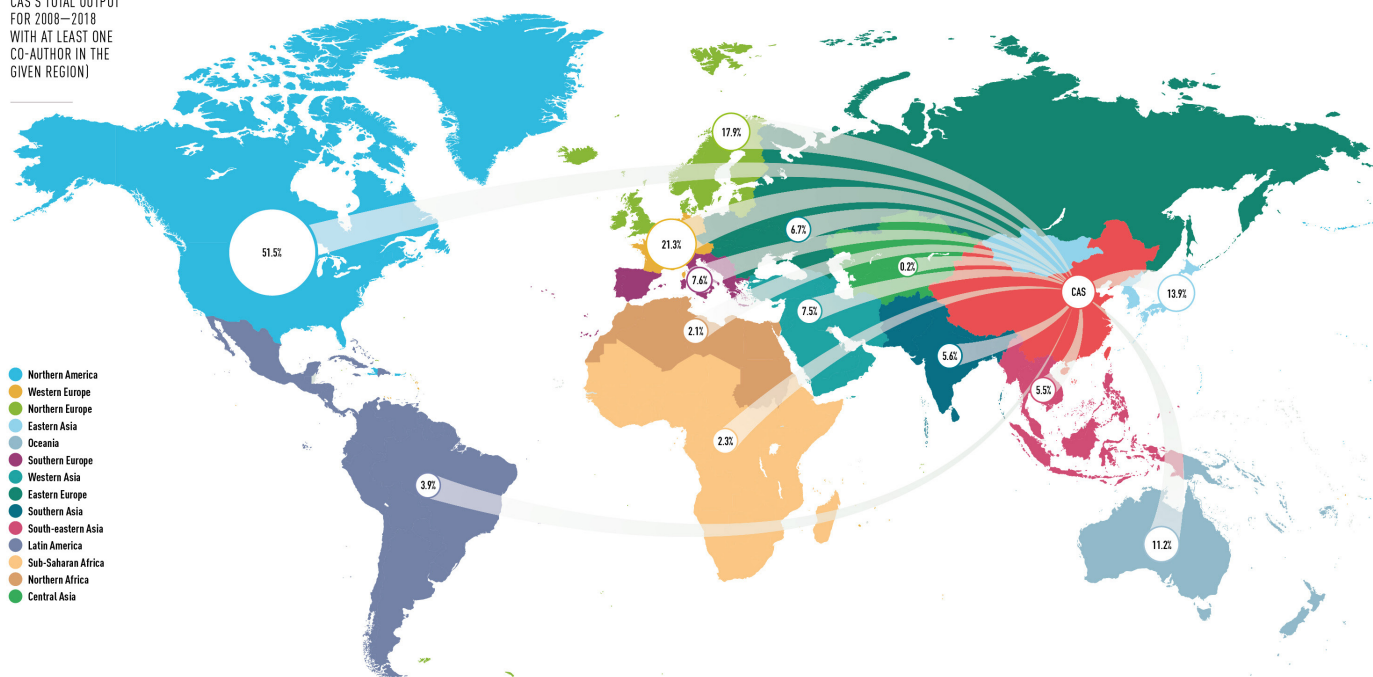 CAS'S TOTAL OUTPUT
FOR 2008—2018
WITH AT LEAST ONE
CO-AUTHOR IN THE
GIVEN REGION)
17.9%
51.5%
21.3%
6.7%
7.6%
0.2%
CAS
13.9%
7.5%
2.1%
5.6%
5.5%
2.3%
3.9%
11.2%
Northern America
Western Europe
Northern Europe
Eastern Asia
Oceania
Southern Europe
Western Asia
Eastern Europe
Southern Asia
South-eastern Asia
Latin America
Sub-Saharan Africa
Northern Africa
Central Asia